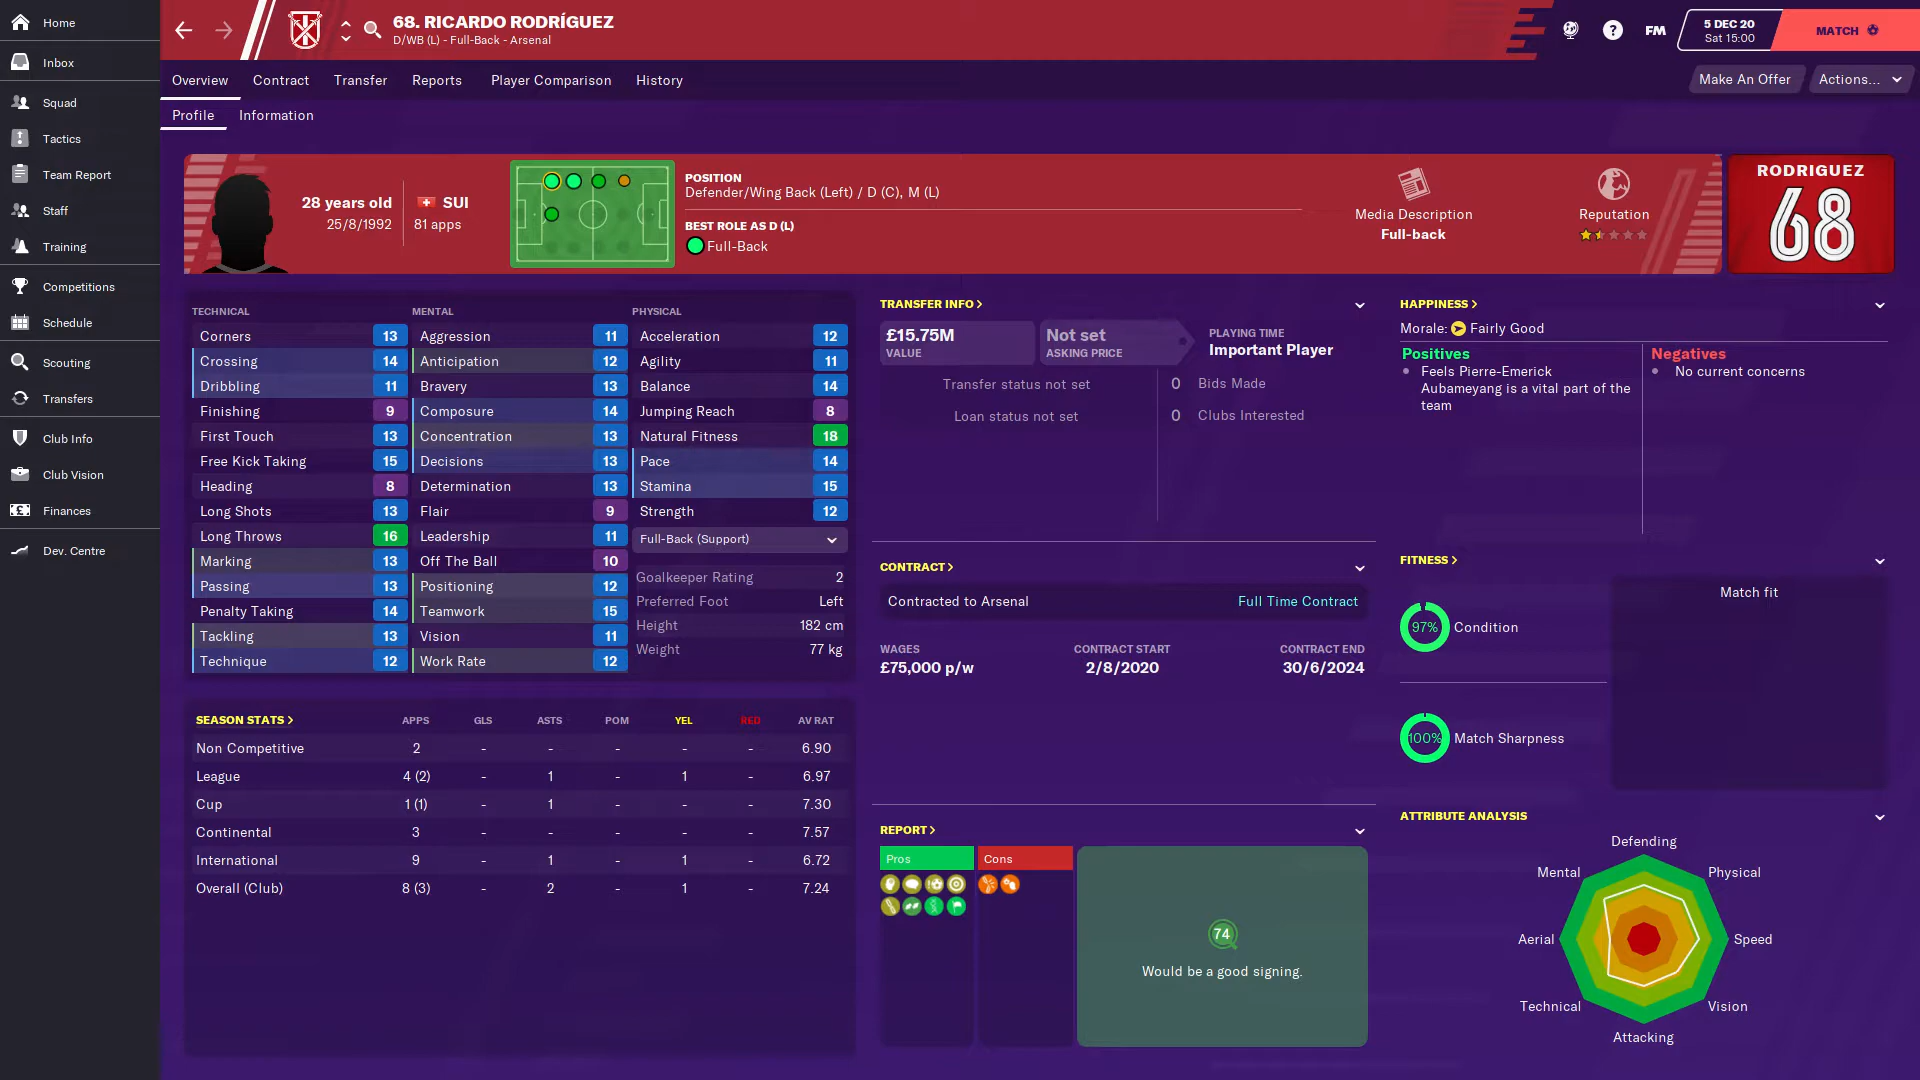 Home
Inbox
Squad
Tactics
Team Report
Staff
Training
Competitions
Schedule
Scouting
Transfers
Club Info
Club Vision
Finances
Dev. Centre
68. RICARDO RODRÍGUEZ
D/WB (L) - Full-Back - Arsenal
?
FM
5 DEC 20
Sat 15:00
MATCH
Overview
Contract
Transfer
Reports
Player Comparison
History
Make An Offer
Actions...
Profile
Information
28 years old
25/8/1992
SUI
81 apps
POSITION
Defender/Wing Back (Left) / D (C), M (L)
BEST ROLE AS D (L)
Full-Back
Media Description
Full-back
Reputation
RODRIGUEZ
68
TECHNICAL
Corners 13
Crossing 14
Dribbling 11
Finishing 9
First Touch 13
Free Kick Taking 15
Heading 8
Long Shots 13
Long Throws 16
Marking 13
Passing 13
Penalty Taking 14
Tackling 13
Technique 12
MENTAL
Aggression 11
Anticipation 12
Bravery 13
Composure 14
Concentration 13
Decisions 13
Determination 13
Flair 9
Leadership 11
Off The Ball 10
Positioning 12
Teamwork 15
Vision 11
Work Rate 12
PHYSICAL
Acceleration 12
Agility 11
Balance 14
Jumping Reach 8
Natural Fitness 18
Pace 14
Stamina 15
Strength 12
Full-Back (Support)
Goalkeeper Rating 2
Preferred Foot Left
Height 182 cm
Weight 77 kg
SEASON STATS > APPS GLS ASTS POM YEL RED AV RAT
Non Competitive 2 - - - - - 6.90
League 4 (2) - 1 - 1 - 6.97
Cup 1 (1) - 1 - - - 7.30
Continental 3 - - - - - 7.57
International 9 - 1 - 1 - 6.72
Overall (Club) 8 (3) - 2 - 1 - 7.24
TRANSFER INFO >
£15.75M
VALUE
Not set
ASKING PRICE
PLAYING TIME
Important Player
Transfer status not set
Loan status not set
0 Bids Made
0 Clubs Interested
CONTRACT >
Contracted to Arsenal
Full Time Contract
WAGES
£75,000 p/w
CONTRACT START
2/8/2020
CONTRACT END
30/6/2024
REPORT >
Pros
Cons
74
Would be a good signing.
HAPPINESS >
Morale: Fairly Good
Positives
Feels Pierre-Emerick
Aubameyang is a vital part of the
team
Negatives
No current concerns
FITNESS >
97% Condition
100% Match Sharpness
Match fit
ATTRIBUTE ANALYSIS
Defending
Mental
Physical
Aerial
Speed
Technical
Vision
Attacking